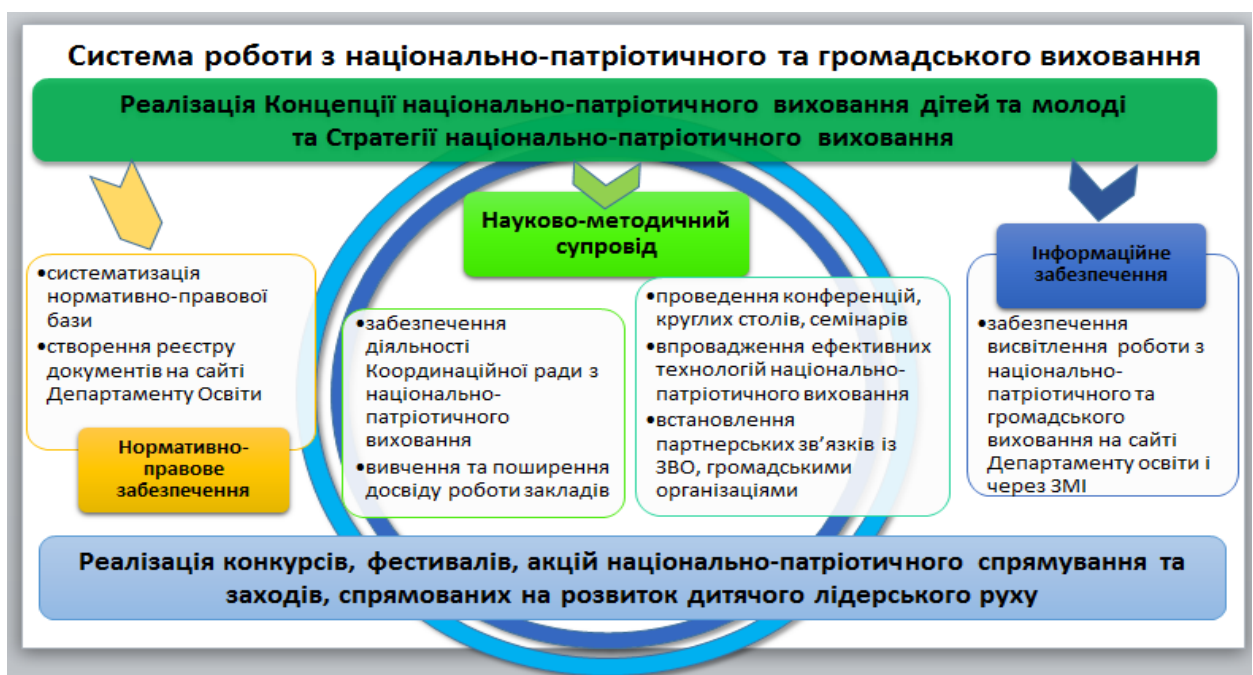 Система роботи з національно-патріотичного та громадського виховання
Реалізація Концепції національно-патріотичного виховання дітей та молоді
та Стратегії національно-патріотичного виховання
•систематизація
нормативно-правової
бази
•створення реєстру
документів на сайті
Департаменту Освіти
Нормативно-
правове
забезпечення
Науково-методичний
супровід
•забезпечення
діяльності
Координаційної ради з
національно-
патріотичного
виховання
•вивчення та поширення
досвіду роботи закладів
•проведення конференцій,
круглих столів, семінарів
•впровадження ефективних
технологій національно-
патріотичного виховання
•встановлення
партнерських зв’язків із
ЗВО, громадськими
організаціями
Інформаційне
забезпечення
•забезпечення
висвітлення роботи з
національно-
патріотичного та
громадського
виховання на сайті
Департаменту освіти і
через ЗМІ
Реалізація конкурсів, фестивалів, акцій національно-патріотичного спрямування та
заходів, спрямованих на розвиток дитячого лідерського руху